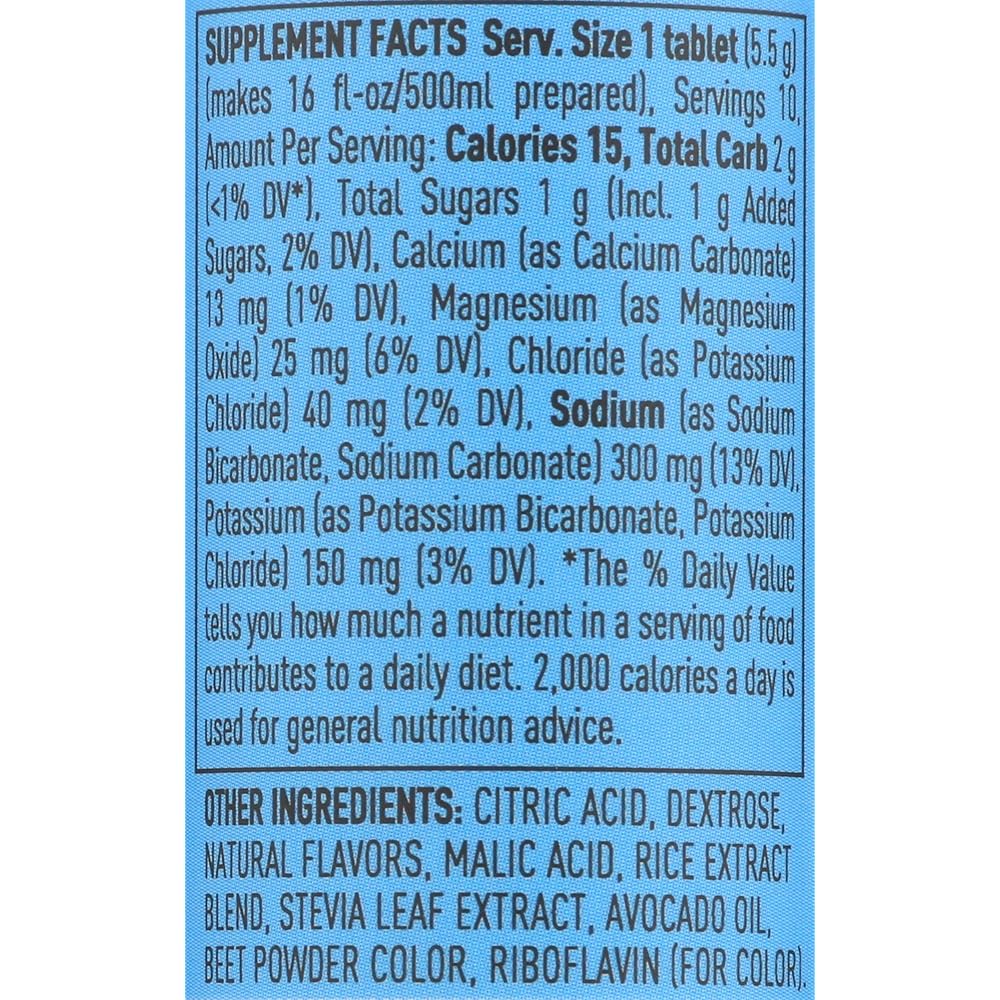 SUPPLEMENT FACTS Serv. Size 1 tablet (5.5 g)
(makes 16 fl-oz/500ml prepared), Servings 10,
Amount Per Serving: Calories 15, Total Carb 2 g
(<1% DV*), Total Sugars 1 g (Incl. 1 g Added
Sugars, 2% DV), Calcium (as Calcium Carbonate)
13 mg (1% DV), Magnesium (as Magnesium
Oxide) 25 mg (6% DV), Chloride (as Potassium
Chloride) 40 mg (2% DV), Sodium (as Sodium
Bicarbonate, Sodium Carbonate) 300 mg (13% DV),
Potassium (as Potassium Bicarbonate, Potassium
Chloride) 150 mg (3% DV). *The % Daily Value
tells you how much a nutrient in a serving of food
contributes to a daily diet. 2,000 calories a day is
used for general nutrition advice.
OTHER INGREDIENTS: CITRIC ACID, DEXTROSE,
NATURAL FLAVORS, MALIC ACID, RICE EXTRACT
BLEND, STEVIA LEAF EXTRACT, AVOCADO OIL,
BEET POWDER COLOR, RIBOFLAVIN (FOR COLOR).